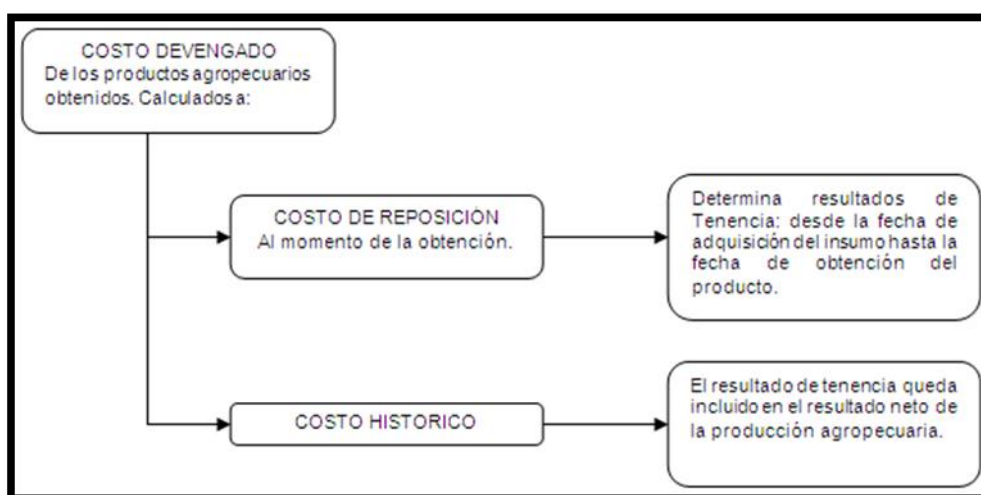 COSTO DEVENGADO
De los productos agropecuarios
obtenidos. Calculados a:
COSTO DE REPOSICIÓN
Al momento de la obtención.
Determina resultados de
Tenencia: desde la fecha de
adquisición del insumo hasta la
fecha de obtención del
producto.
COSTO HISTORICO
El resultado de tenencia queda
incluido en el resultado neto de
la producción agropecuaria.